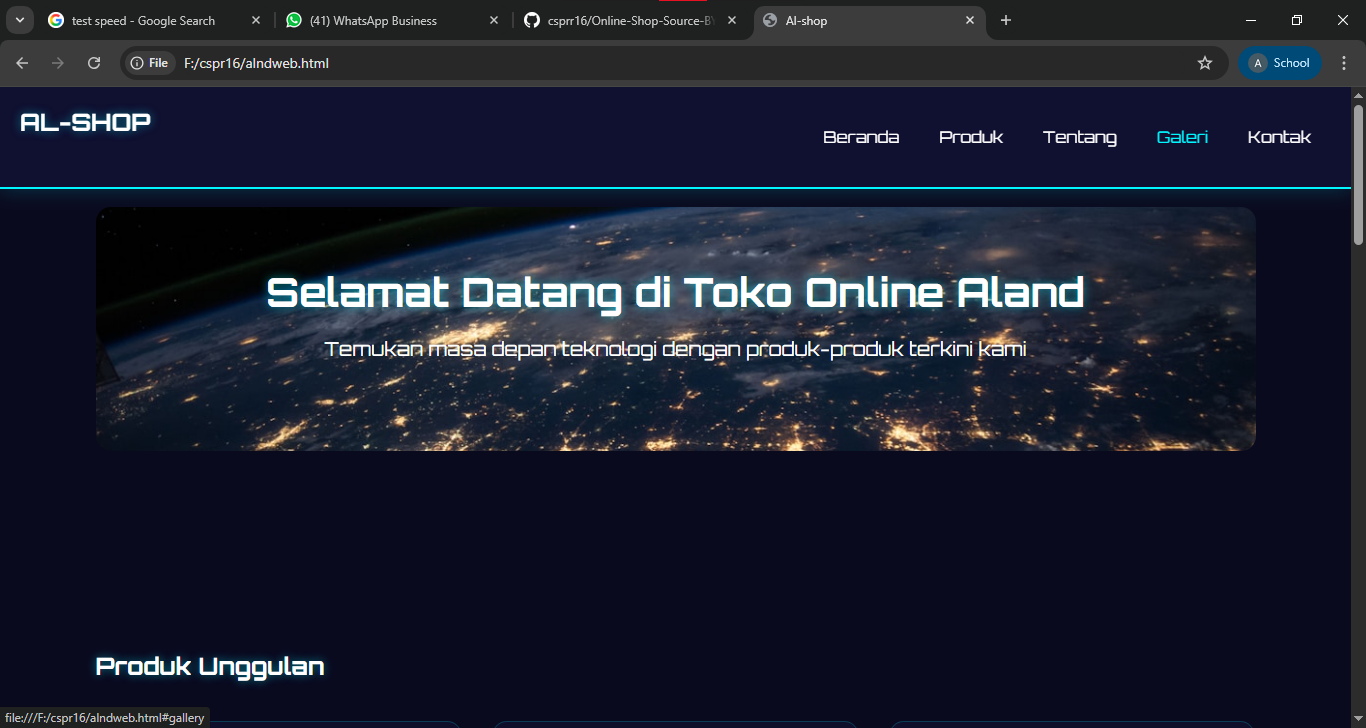 test speed - Google Search
(41) WhatsApp Business
csprr16/Online-Shop-Source-BY
Al-shop
File F:/cspr16/alndweb.html
A School
AL-SHOP
Beranda Produk Tentang Galeri Kontak
Selamat Datang di Toko Online Aland
Temukan masa depan teknologi dengan produk-produk terkini kami
Produk Unggulan
file:///F:/cspr16/alndweb.html#gallery